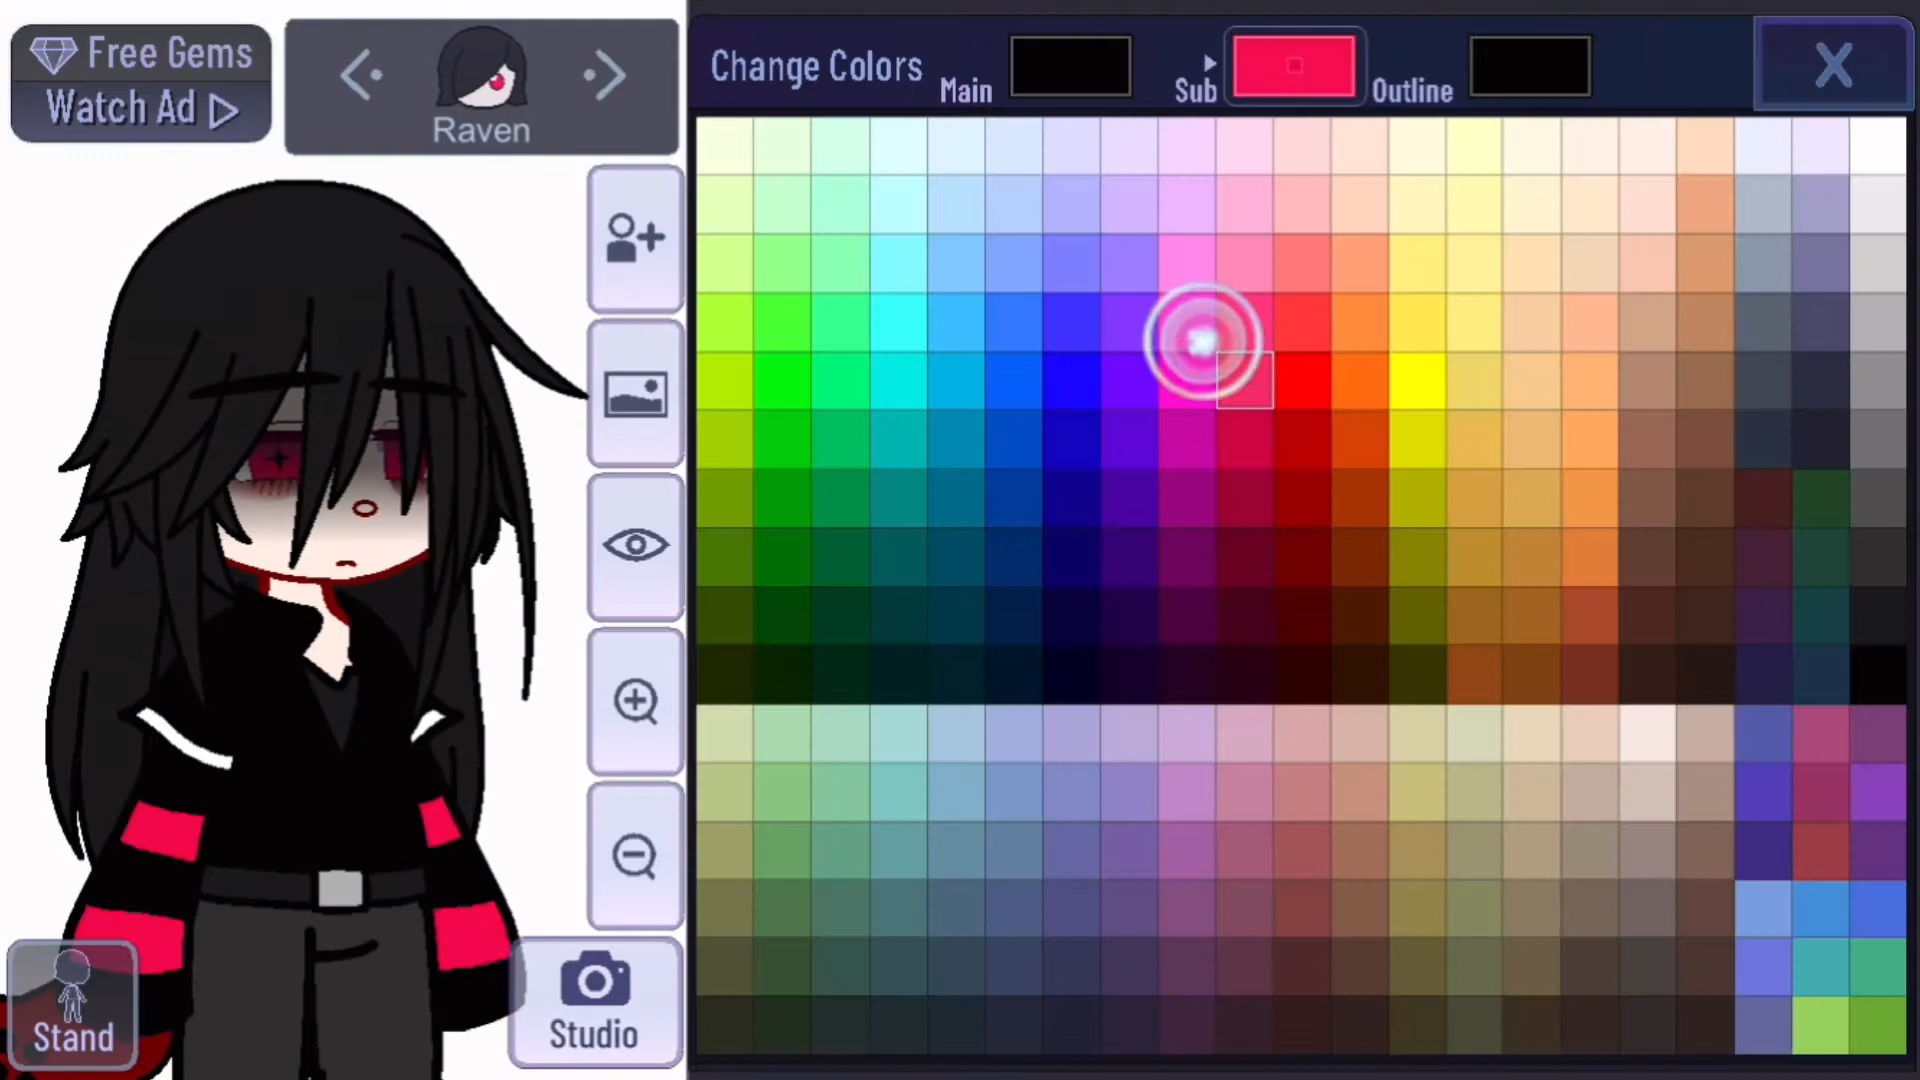 Free Gems
Watch Ad
Raven
Change Colors
Main
Sub
Outline
X
Stand
Studio